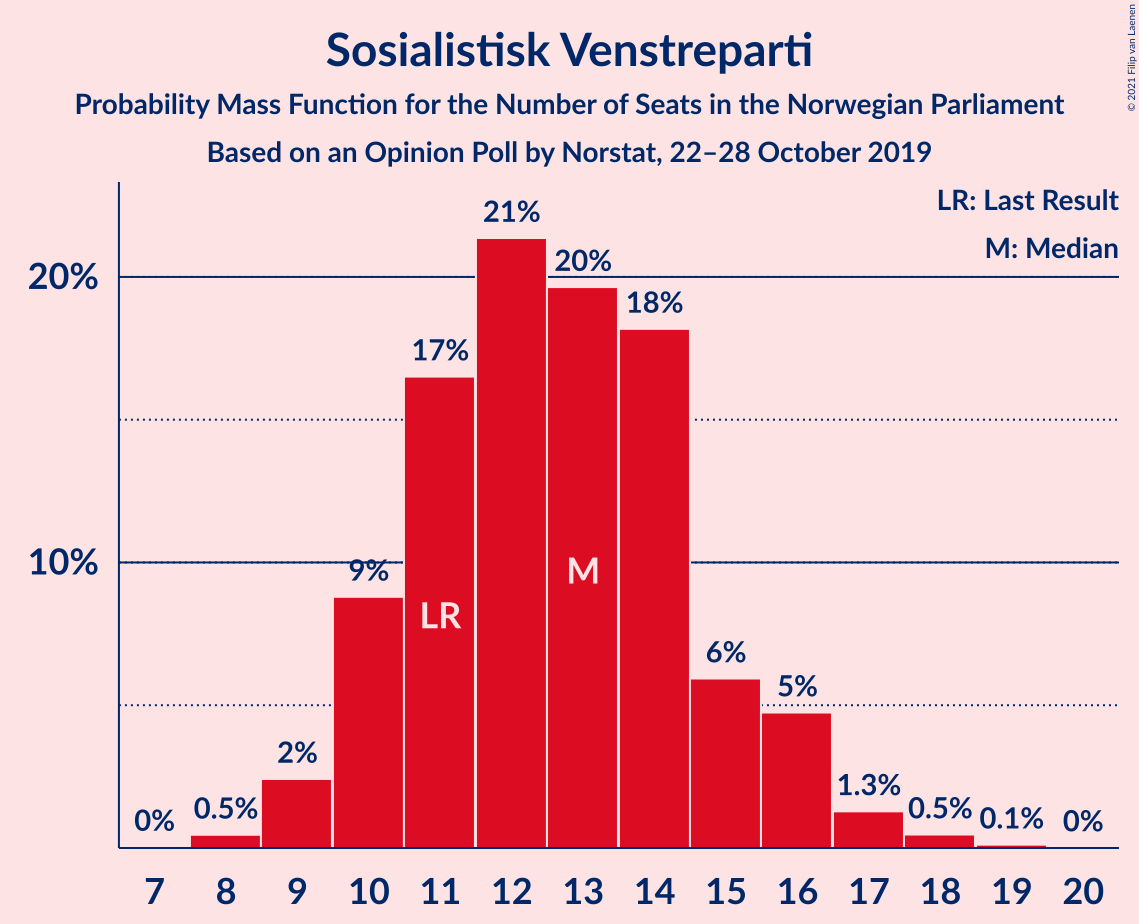 Sosialistisk Venstreparti
Probability Mass Function for the Number of Seats in the Norwegian Parliament
Based on an Opinion Poll by Norstat, 22–28 October 2019
© 2021 Filip van Laenen
LR: Last Result
M: Median
20%
10%
0%
0.5%
2%
9%
17%
21%
20%
18%
6%
5%
1.3%
0.5%
0.1%
0%
LR
M
7 8 9 10 11 12 13 14 15 16 17 18 19 20